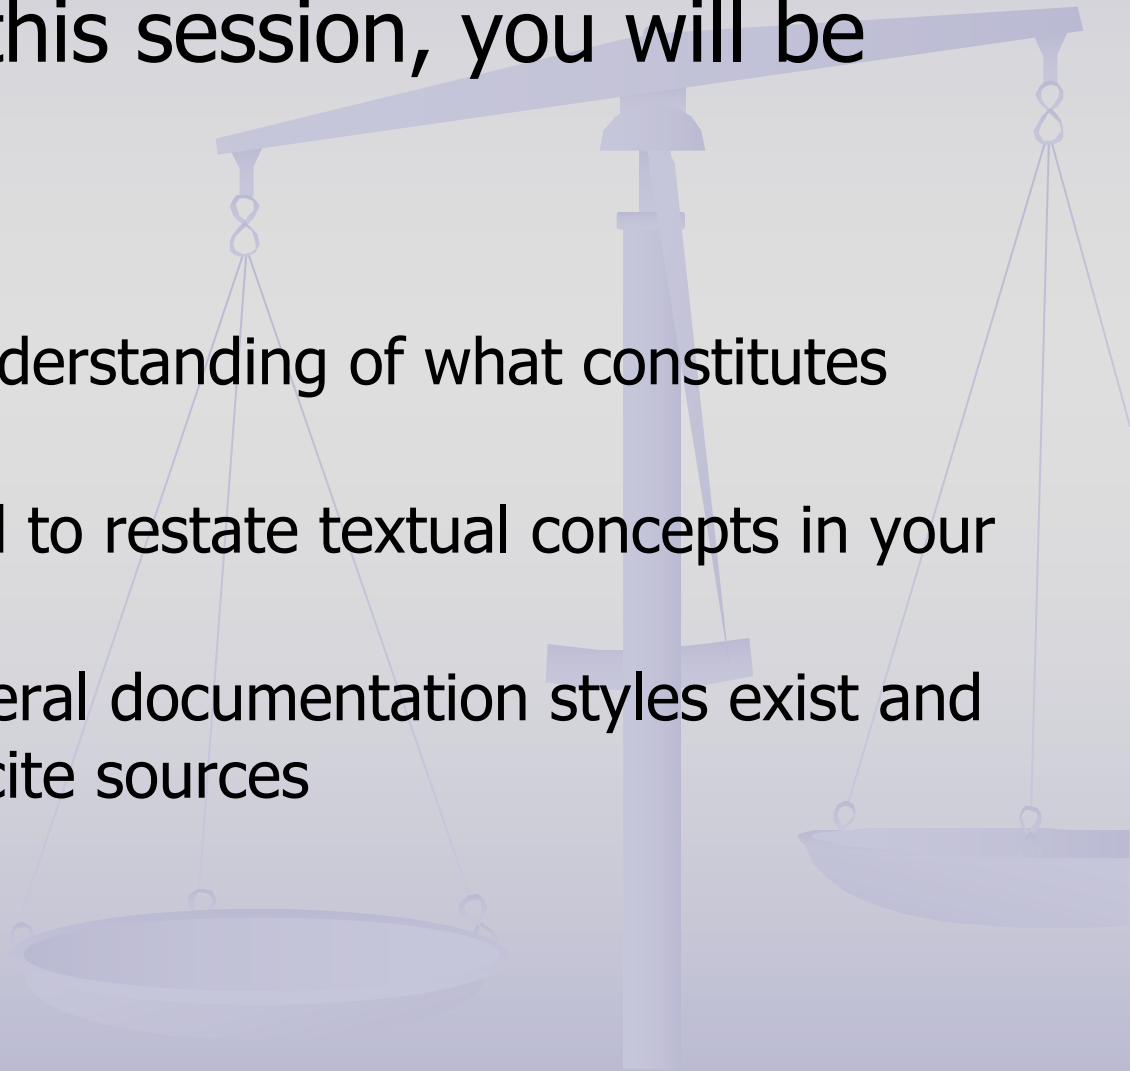 this session, you will be
derstanding of what constitutes
to restate textual concepts in your
eral documentation styles exist and
cite sources